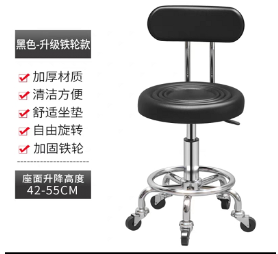 黑色-升级铁轮款
加厚材质
清洁方便
舒适坐垫
自由旋转
加固铁轮
座面升降高度
42-55CM